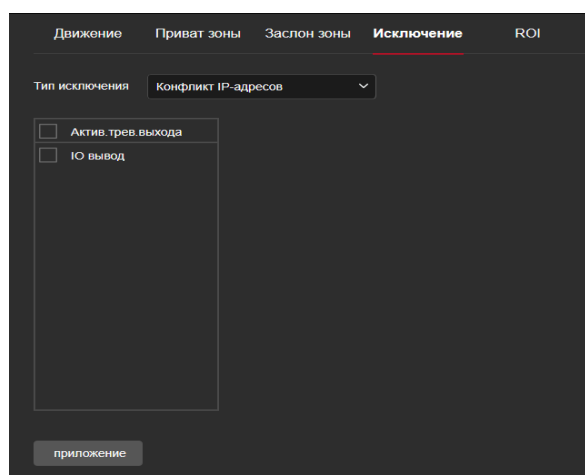 Движение Приват зоны Заслон зоны Исключение ROI
Тип исключения Конфликт IP-адресов
Актив.трев.выхода
IO вывод
приложение